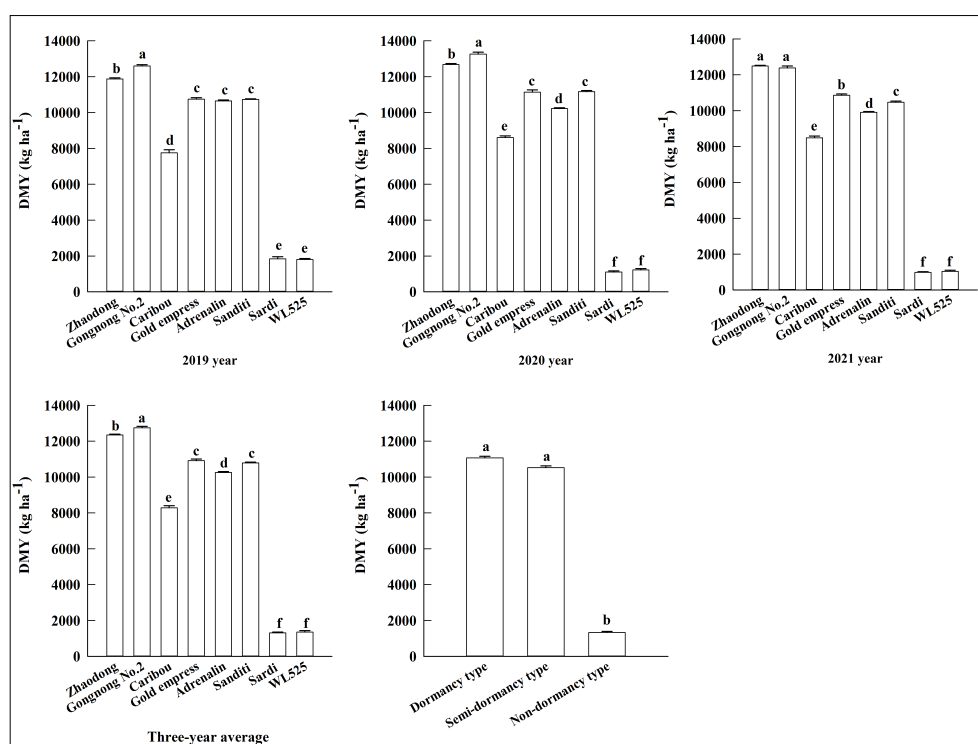 14000
12000
10000
8000
6000
4000
2000
0
DMY (kg ha-1)
b
a
d
c
c
c
e
e
Zhaodong
Gongnong No.2
Caribou
Gold empress
Adrenalin
Sanditi
Sardi
WL525
2019 year
14000
12000
10000
8000
6000
4000
2000
0
DMY (kg ha-1)
b
a
e
c
d
c
f
f
Zhaodong
Gongnong No.2
Caribou
Gold empress
Adrenalin
Sanditi
Sardi
WL525
2020 year
14000
12000
10000
8000
6000
4000
2000
0
DMY (kg ha-1)
a
a
e
b
d
c
f
f
Zhaodong
Gongnong No.2
Caribou
Gold empress
Adrenalin
Sanditi
Sardi
WL525
2021 year
14000
12000
10000
8000
6000
4000
2000
0
DMY (kg ha-1)
b
a
e
c
d
c
f
f
Zhaodong
Gongnong No.2
Caribou
Gold empress
Adrenalin
Sanditi
Sardi
WL525
Three-year average
14000
12000
10000
8000
6000
4000
2000
0
DMY (kg ha-1)
a
a
b
Dormancy type
Semi-dormancy type
Non-dormancy type